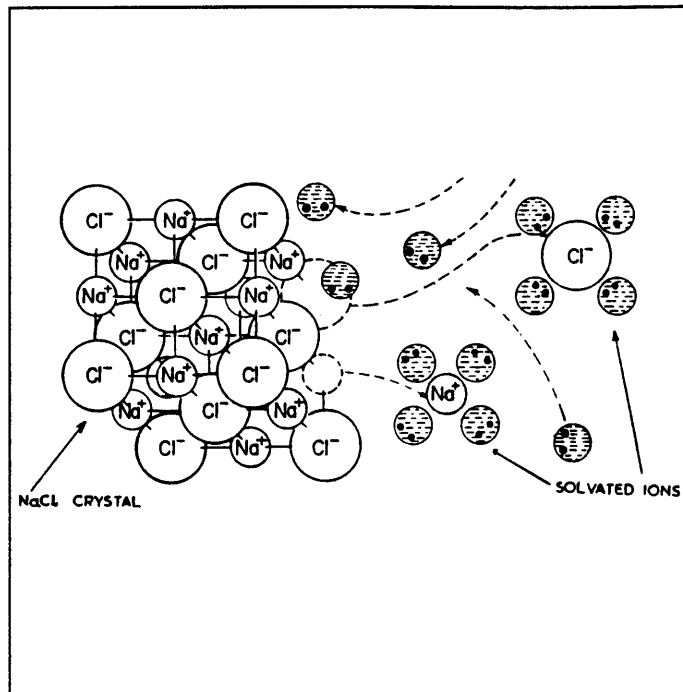 Cl⁻ Na⁺ Cl⁻
Na⁺ Cl⁻ Na⁺ Cl⁻
Na⁺ Cl⁻ Na⁺
Cl⁻ Na⁺ Cl⁻
Cl⁻ Na⁺ Cl⁻ Na⁺
Na⁺ Cl⁻ Na⁺
Cl⁻ Na⁺ Cl⁻
NaCl CRYSTAL
SOLVATED IONS